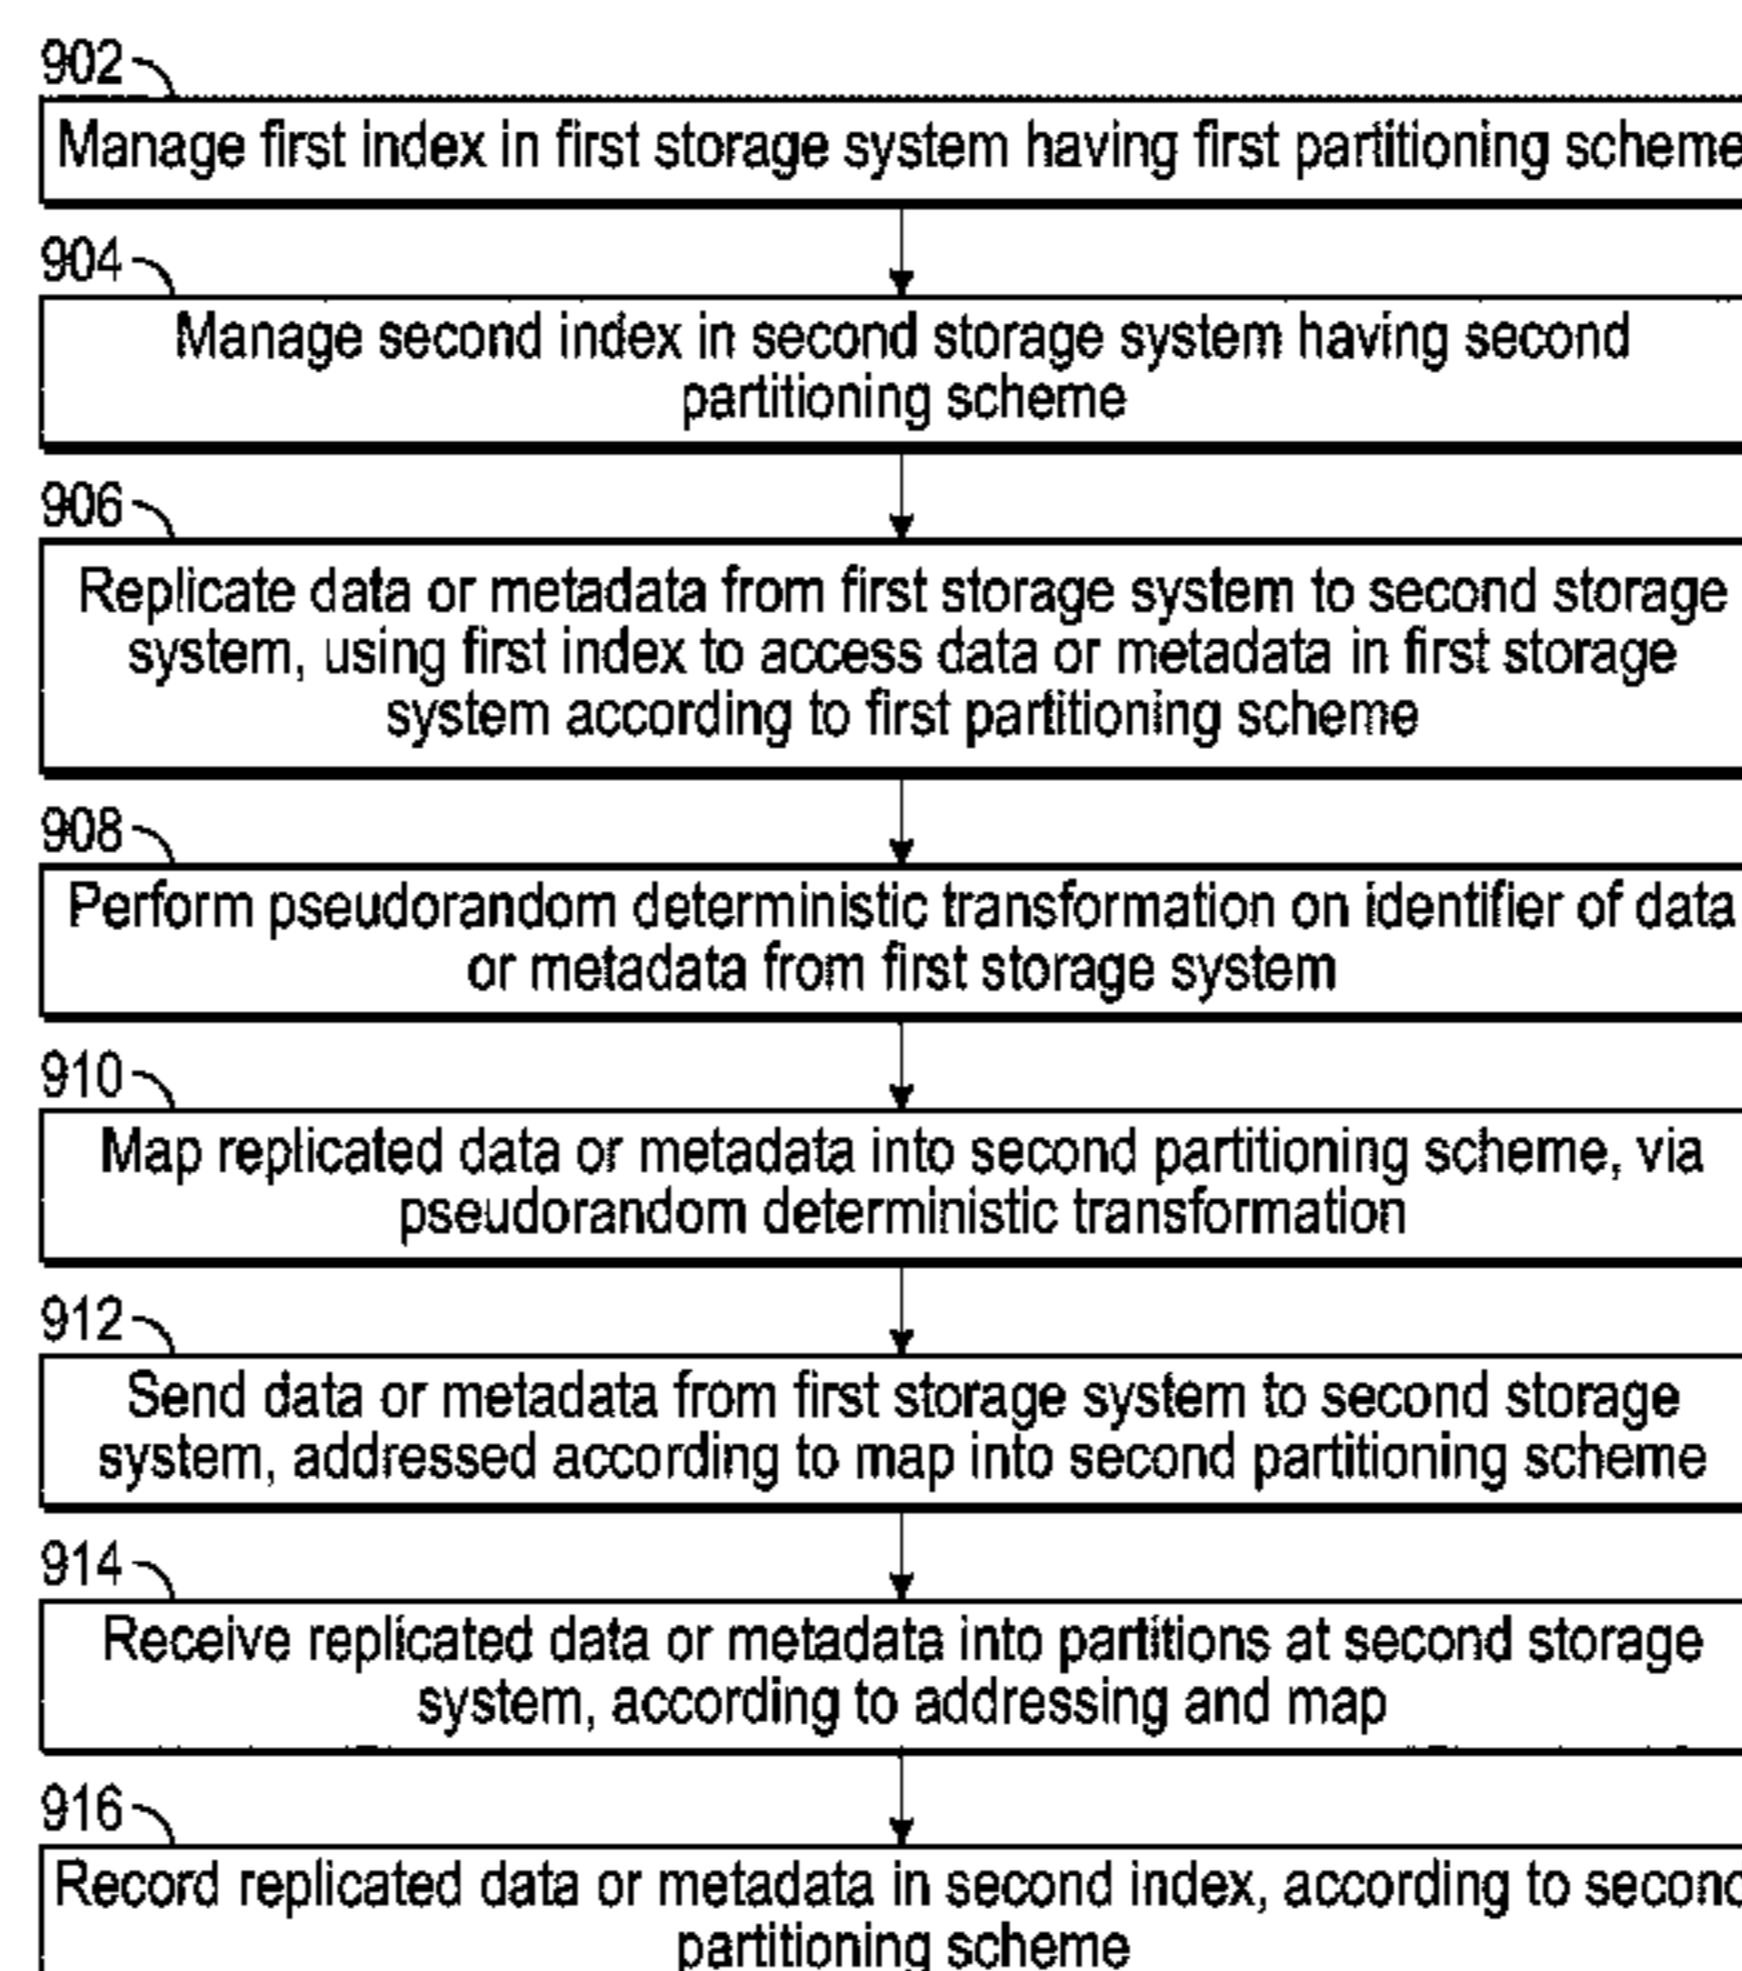 902
Manage first index in first storage system having first partitioning scheme
904
Manage second index in second storage system having second
partitioning scheme
906
Replicate data or metadata from first storage system to second storage
system, using first index to access data or metadata in first storage
system according to first partitioning scheme
908
Perform pseudorandom deterministic transformation on identifier of data
or metadata from first storage system
910
Map replicated data or metadata into second partitioning scheme, via
pseudorandom deterministic transformation
912
Send data or metadata from first storage system to second storage
system, addressed according to map into second partitioning scheme
914
Receive replicated data or metadata into partitions at second storage
system, according to addressing and map
916
Record replicated data or metadata in second index, according to second
partitioning scheme